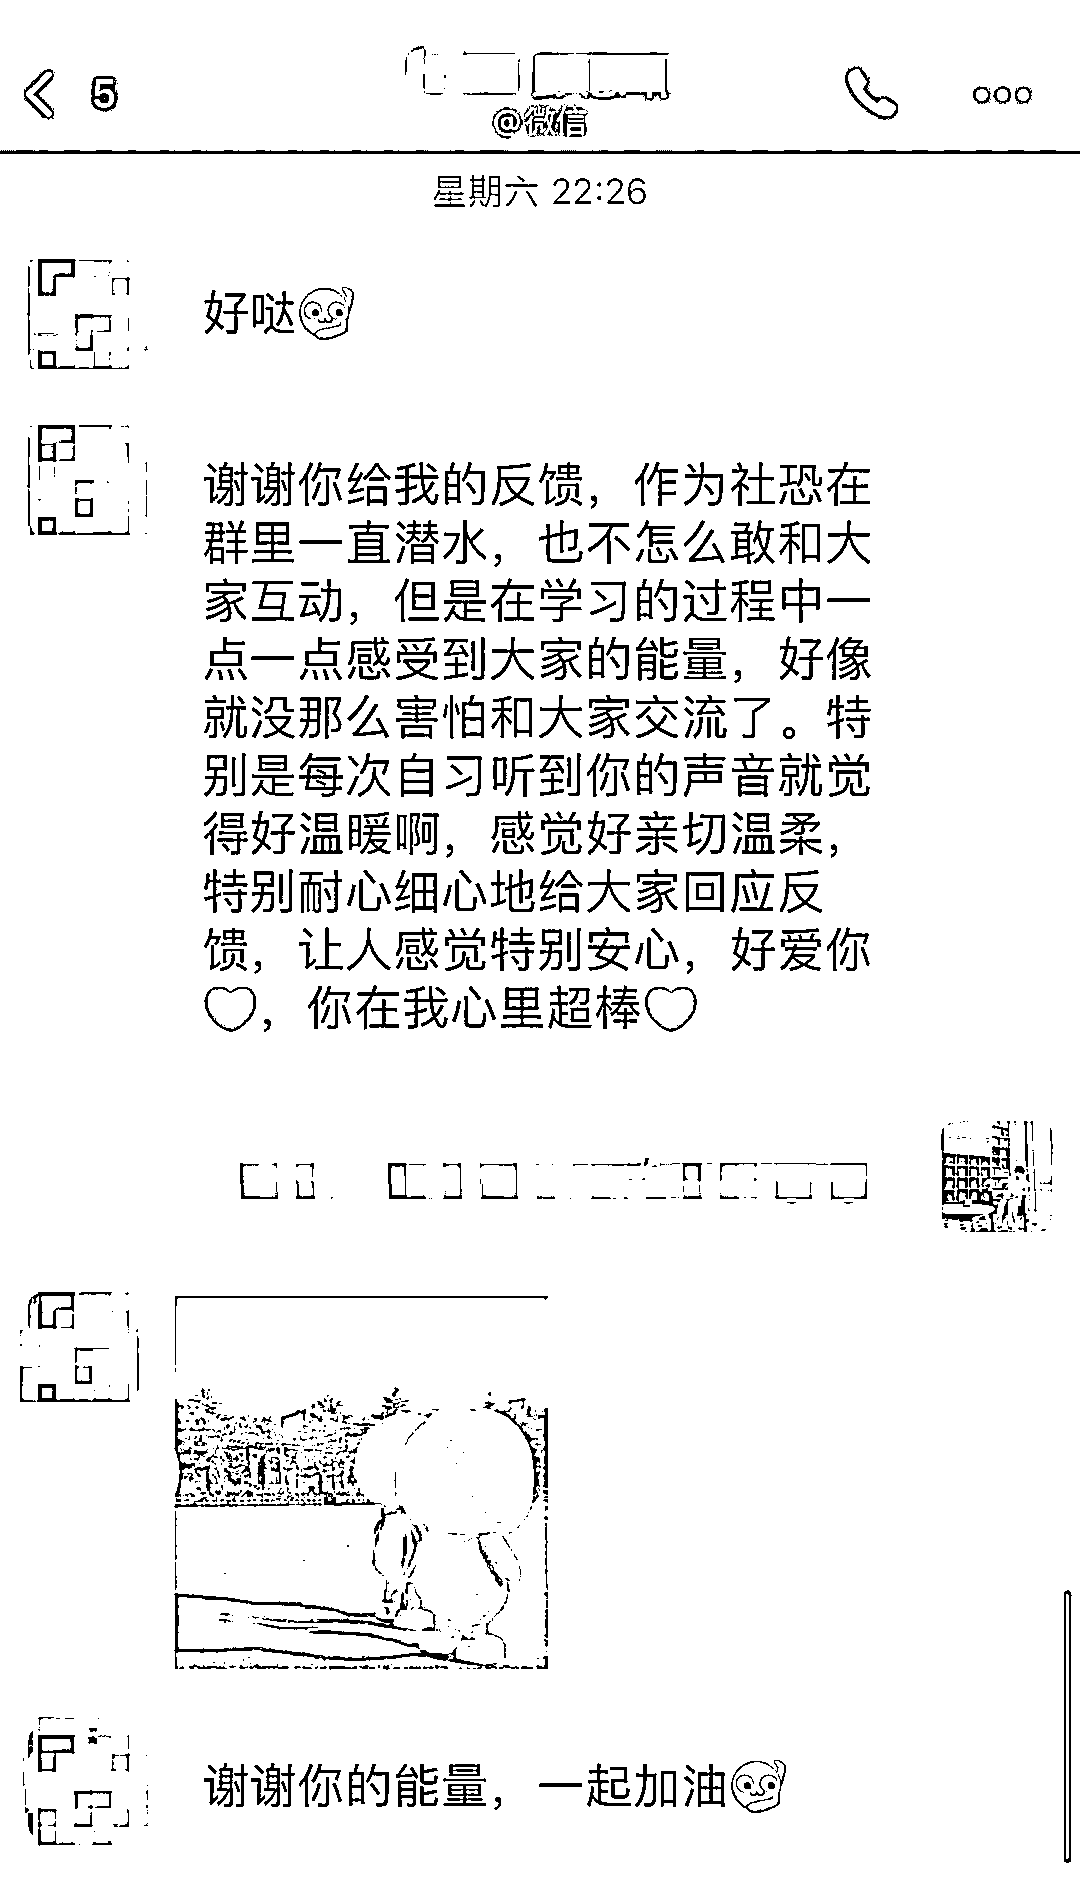 5
@微信
星期六 22:26
好哒
谢谢你给我的反馈，作为社恐在
群里一直潜水，也不怎么敢和大
家互动，但是在学习的过程中一
点一点感受到大家的能量，好像
就没那么害怕和大家交流了。特
别是每次自习听到你的声音就觉
得好温暖啊，感觉好亲切温柔，
特别耐心细心地给大家回应反
馈，让人感觉特别安心，好爱你
♡，你在我心里超棒♡
谢谢你的能量，一起加油